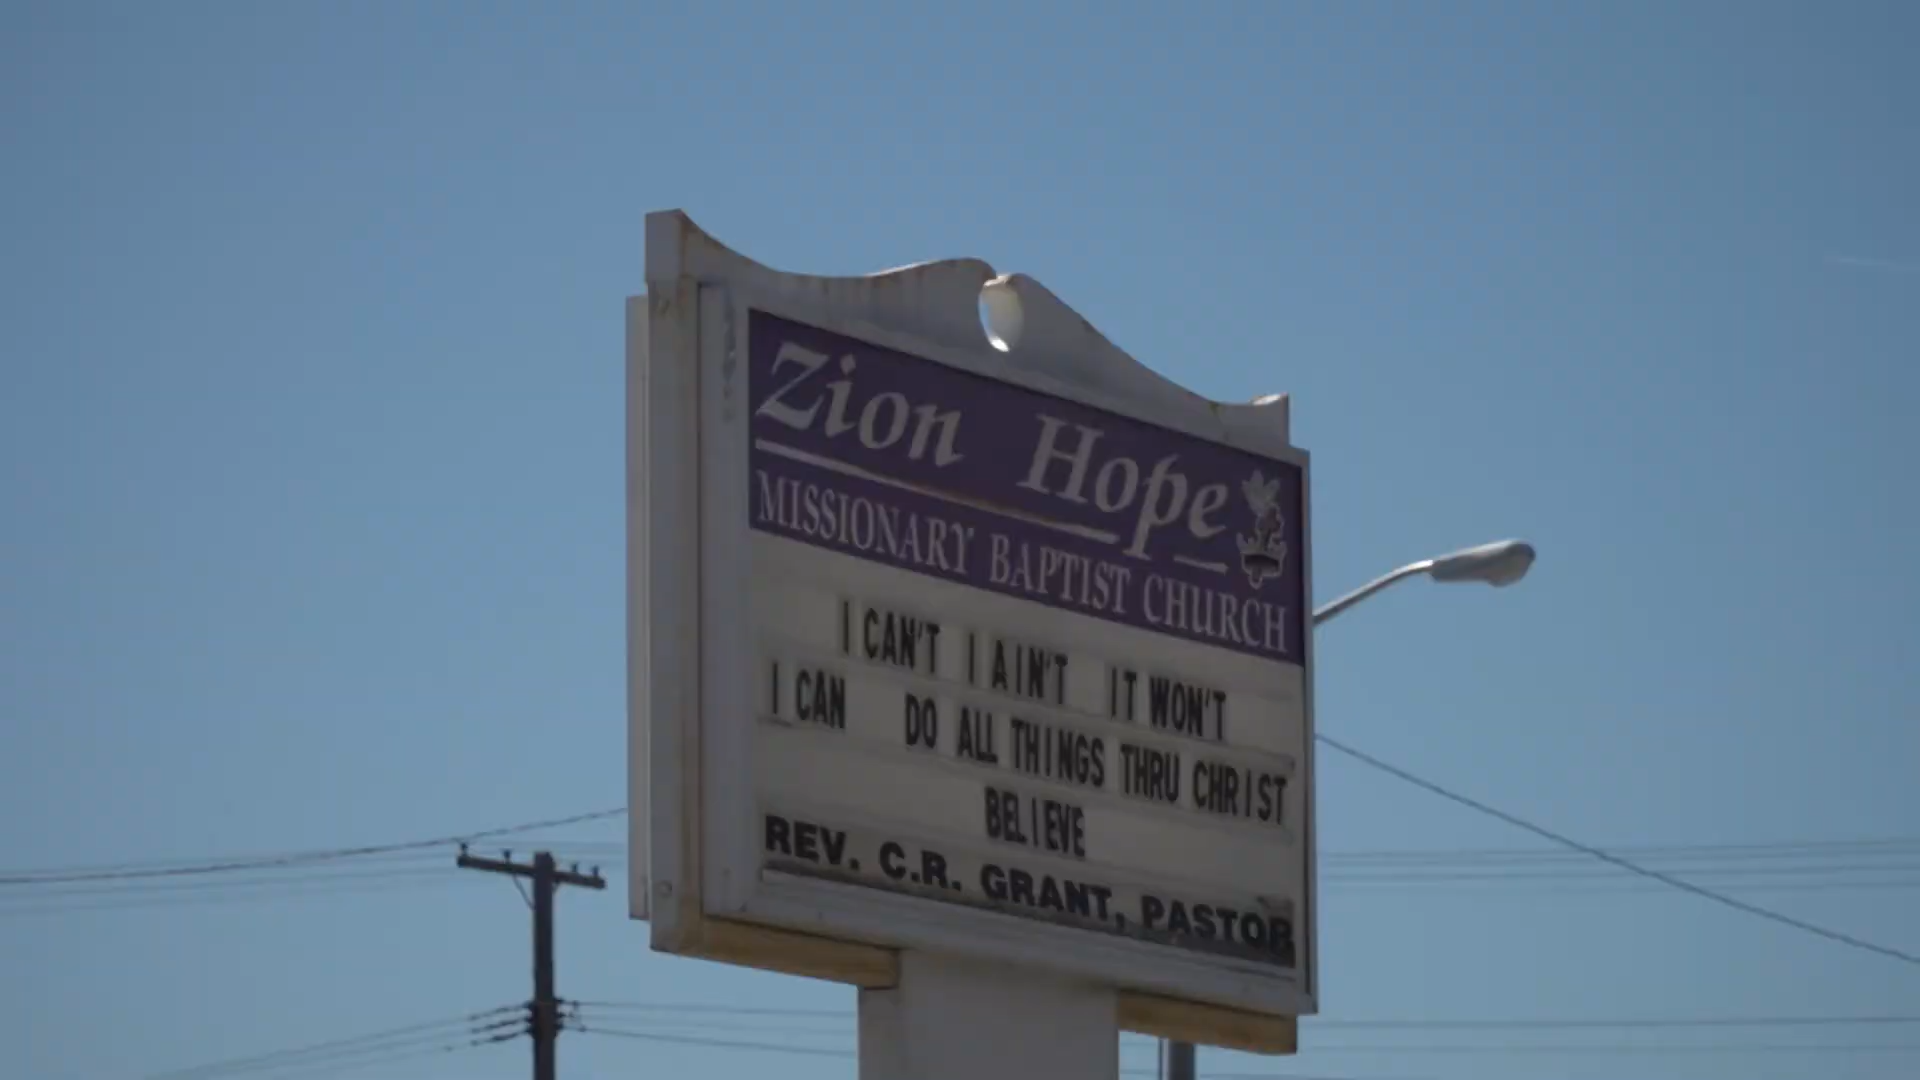 Zion Hope
MISSIONARY BAPTIST CHURCH
I CAN'T I AIN'T IT WON'T
I CAN DO ALL THINGS THRU CHRIST
BELIEVE
REV. C.R. GRANT, PASTOR